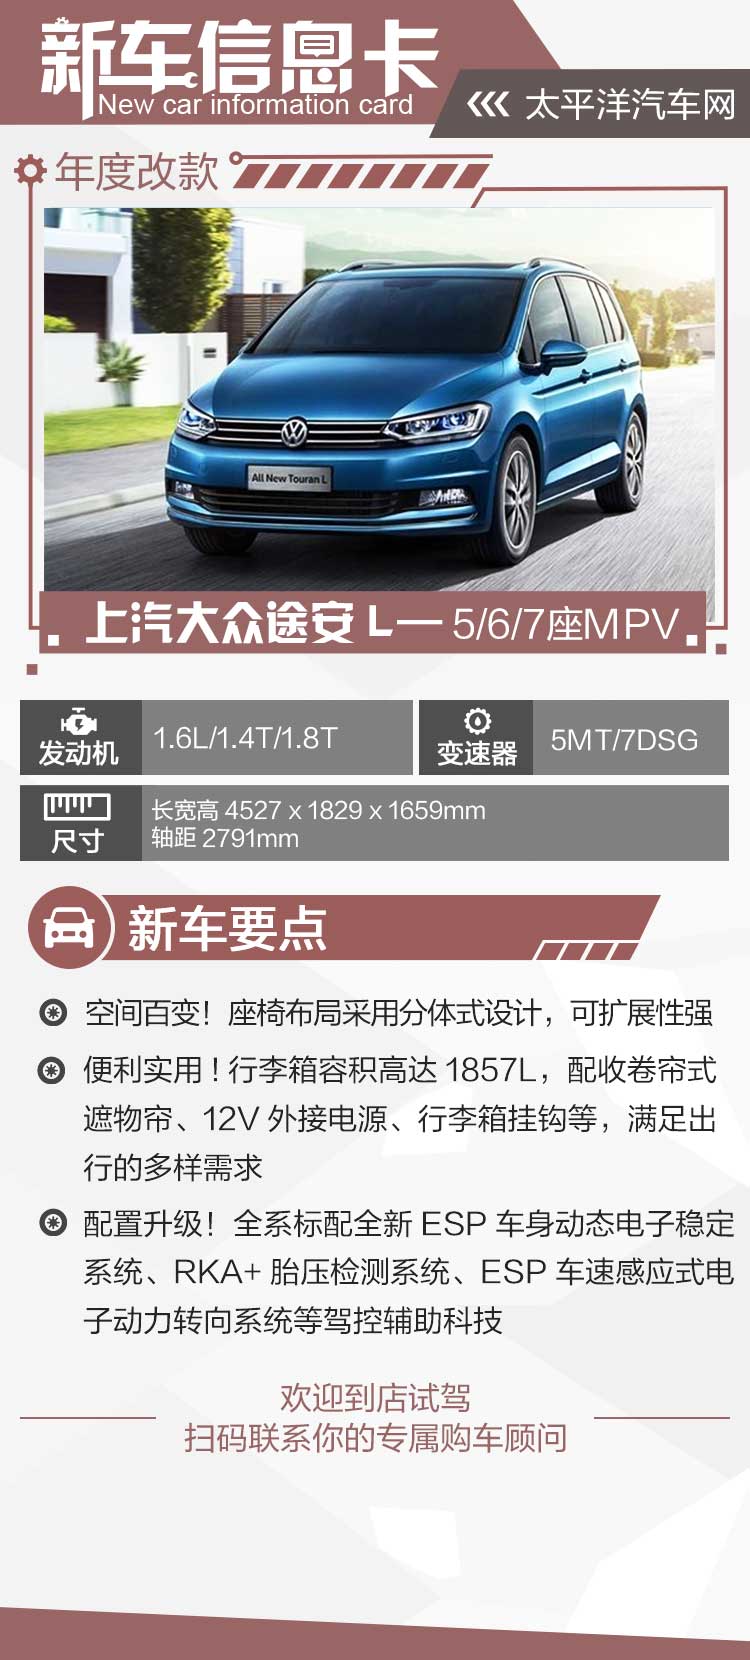 新车信息卡
New car information card
太平洋汽车网
年度改款
All New Touran L
上汽大众途安 L— 5/6/7座MPV
发动机
1.6L/1.4T/1.8T
变速器
5MT/7DSG
尺寸
长宽高 4527 x 1829 x 1659mm
轴距 2791mm
新车要点
空间百变！座椅布局采用分体式设计，可扩展性强
便利实用！行李箱容积高达 1857L，配收卷帘式
遮物帘、12V 外接电源、行李箱挂钩等，满足出
行的多样需求
配置升级！全系标配全新 ESP 车身动态电子稳定
系统、RKA+ 胎压检测系统、ESP 车速感应式电
子动力转向系统等驾控辅助科技
欢迎到店试驾
扫码联系你的专属购车顾问